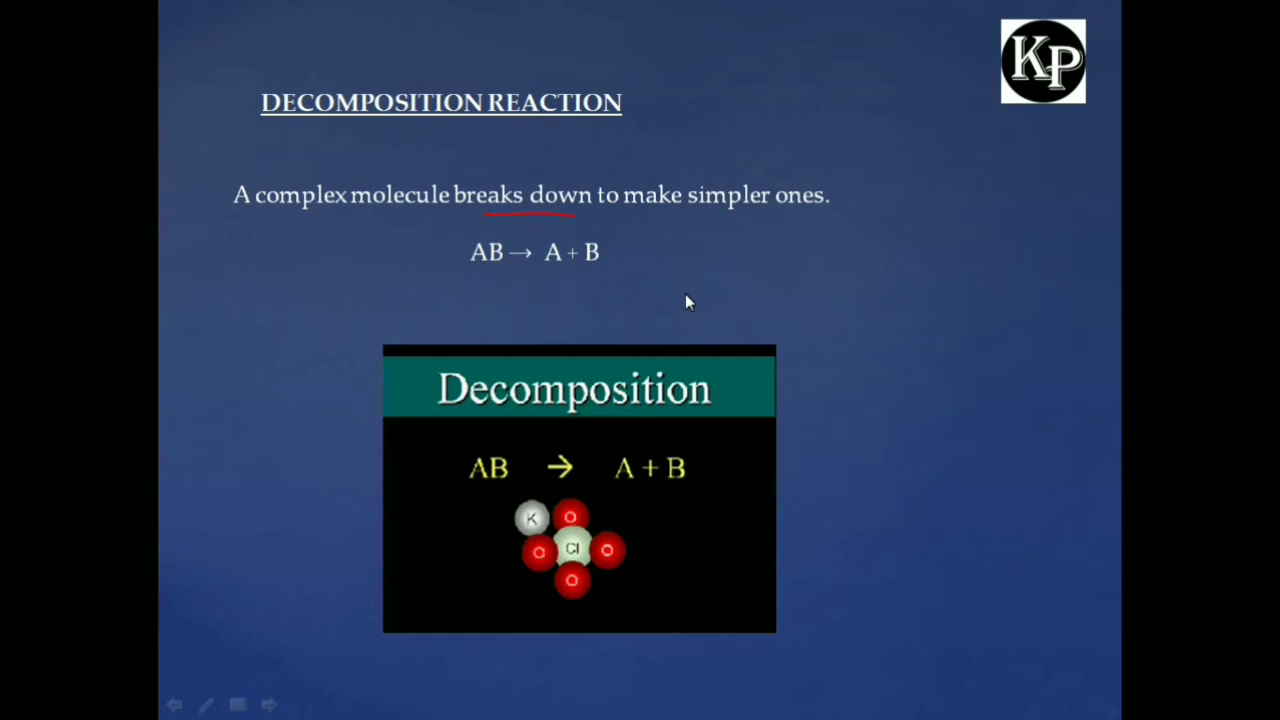 KP
DECOMPOSITION REACTION
A complex molecule breaks down to make simpler ones.
AB → A + B
Decomposition
AB → A + B
K O
O Cl O
O